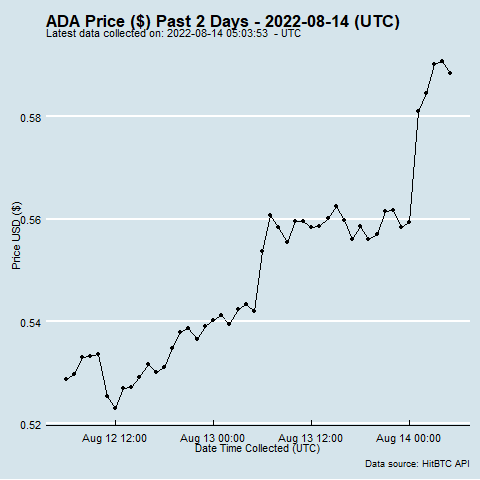 ADA Price ($) Past 2 Days - 2022-08-14 (UTC)
Latest data collected on: 2022-08-14 05:03:53 - UTC
0.58
0.56
0.54
0.52
Price USD ($)
Aug 12 12:00
Aug 13 00:00
Aug 13 12:00
Aug 14 00:00
Date Time Collected (UTC)
Data source: HitBTC API